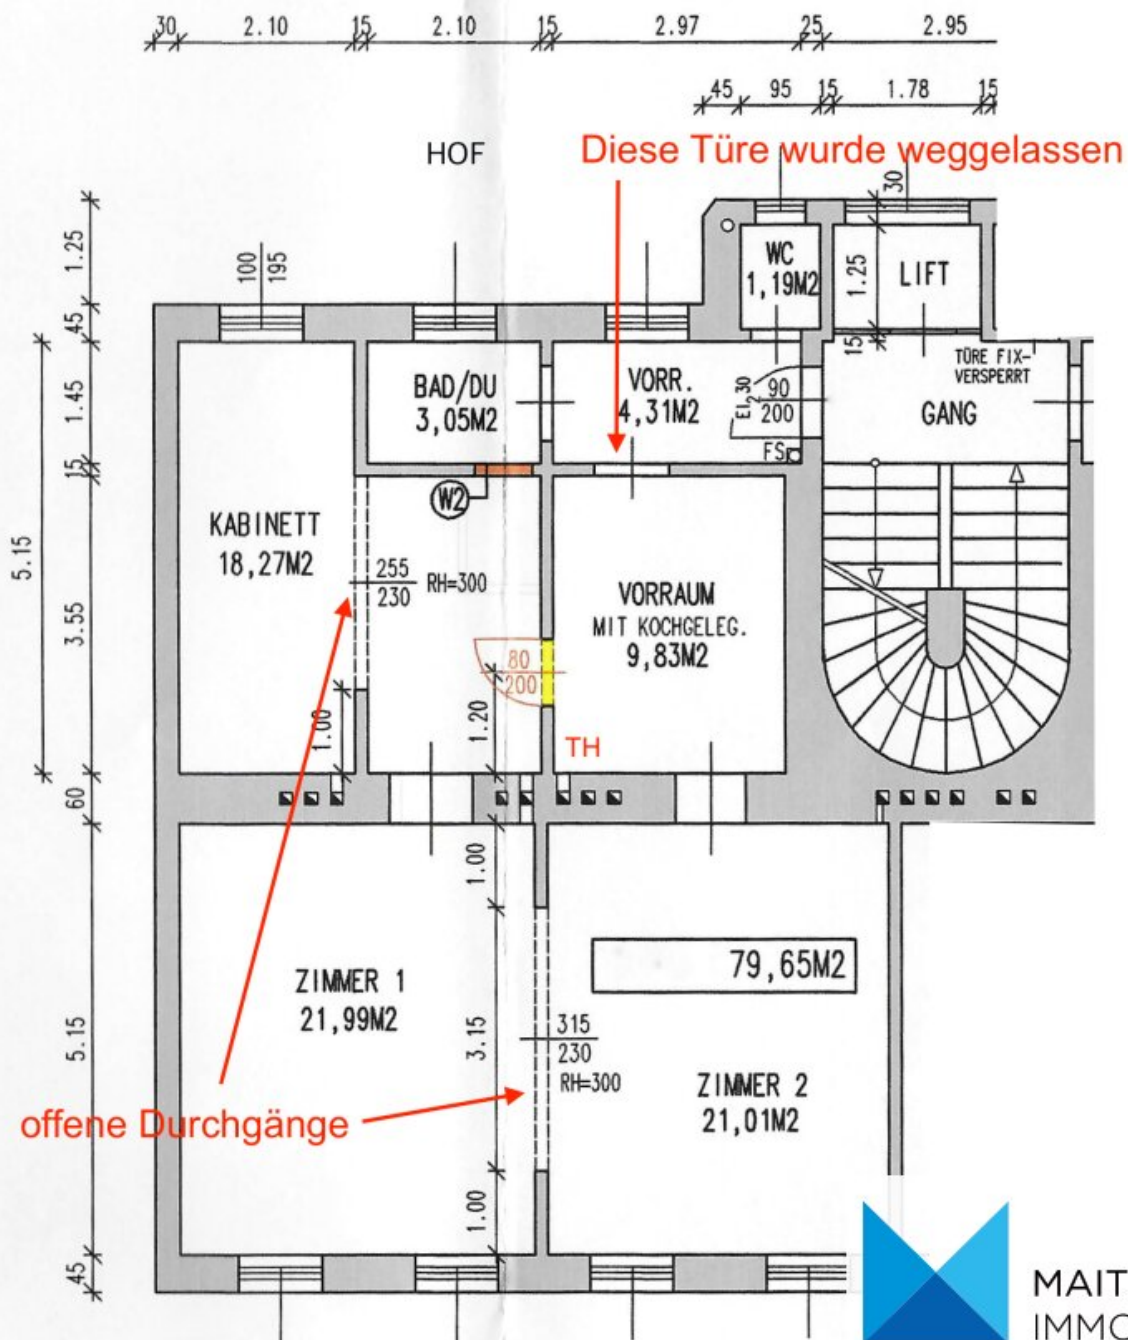 30 2.10 15 2.10 15 2.97 25 2.95
45 95 15 1.78 15
HOF
Diese Türe wurde weggelassen
30
1.25
100
195
WC
1,19M2
1.25
LIFT
45
15
TÜRE FIX-
VERSPERRT
BAD/DU
3,05M2
VORR.
4,31M2
EI₂30
90
200
GANG
1.45
FS
15
W2
KABINETT
18,27M2
5.15
255
230
RH=300
VORRAUM
MIT KOCHGELEG.
9,83M2
3.55
80
200
1.00
1.20
TH
60
1.00
79,65M2
ZIMMER 1
21,99M2
5.15
3.15
315
230
RH=300
ZIMMER 2
21,01M2
offene Durchgänge
1.00
45
MAIT
IMMO